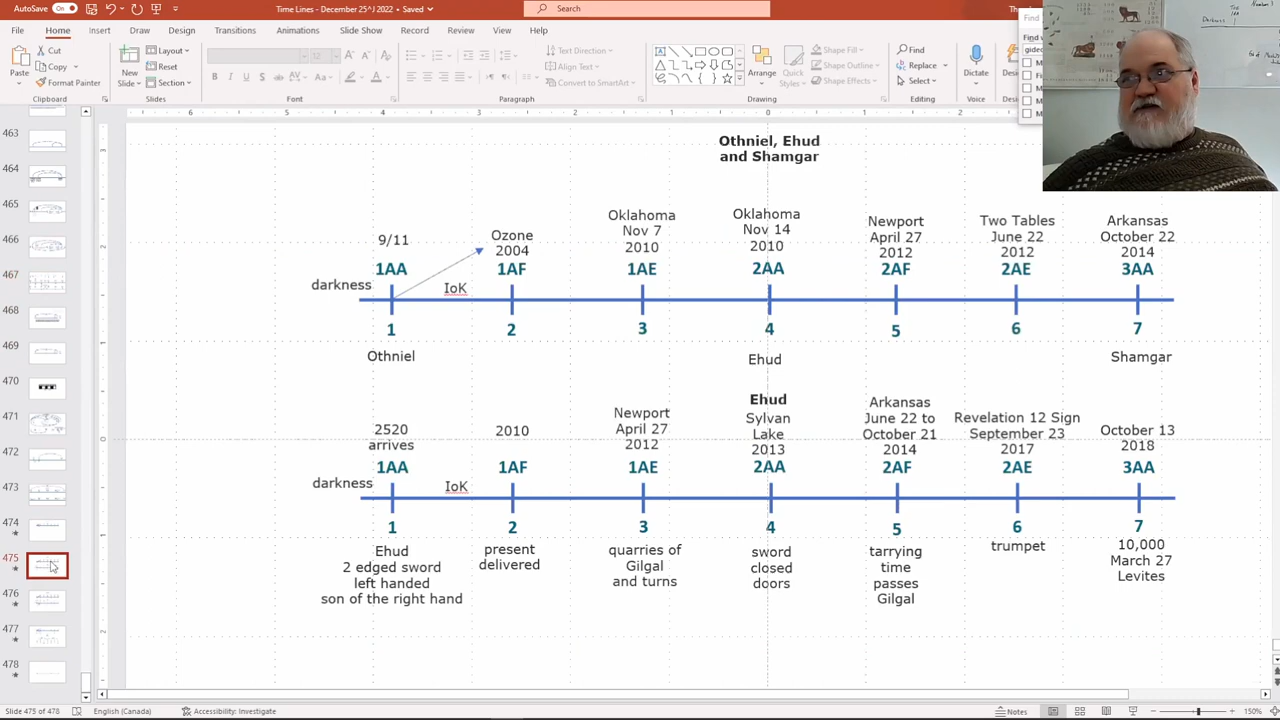 AutoSave On
Time Lines - December 25^J 2022 • Saved
Search
File Home Insert Draw Design Transitions Animations Slide Show Record Review View Help
Paste
Cut
Copy
Format Painter
Clipboard
New
Slide
Layout
Reset
Section
Slides
Font
Text Direction
Align Text
Convert to SmartArt
Paragraph
Arrange
Quick
Styles
Shape Fill
Shape Outline
Shape Effects
Drawing
Find
Replace
Select
Editing
Dictate
Voice
Find
463
464
465
466
467
468
469
470
471
472
473
474
475
476
477
478
Othniel, Ehud
and Shamgar
9/11
1AA
darkness
IoK
1
Othniel
Ozone
2004
1AF
2
Oklahoma
Nov 7
2010
1AE
3
Oklahoma
Nov 14
2010
2AA
4
Ehud
Newport
April 27
2012
2AF
5
Two Tables
June 22
2012
2AE
6
Arkansas
October 22
2014
3AA
7
Shamgar
Ehud
2520
arrives
1AA
darkness
IoK
1
Ehud
2 edged sword
left handed
son of the right hand
2010
1AF
2
present
delivered
Newport
April 27
2012
1AE
3
quarries of
Gilgal
and turns
Sylvan
Lake
2013
2AA
4
sword
closed
doors
Arkansas
June 22 to
October 21
2014
2AF
5
tarrying
time
passes
Gilgal
Revelation 12 Sign
September 23
2017
2AE
6
trumpet
October 13
2018
3AA
7
10,000
March 27
Levites
Slide 475 of 478
English (Canada)
Accessibility: Investigate
Notes
150%